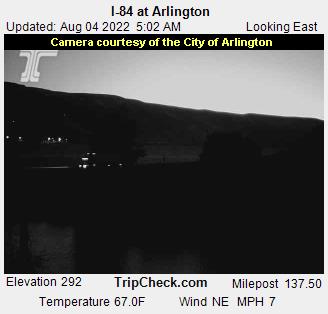 I-84 at Arlington
Updated: Aug 04 2022 5:02 AM Looking East
Camera courtesy of the City of Arlington
Elevation 292 TripCheck.com Milepost 137.50
Temperature 67.0F Wind NE MPH 7